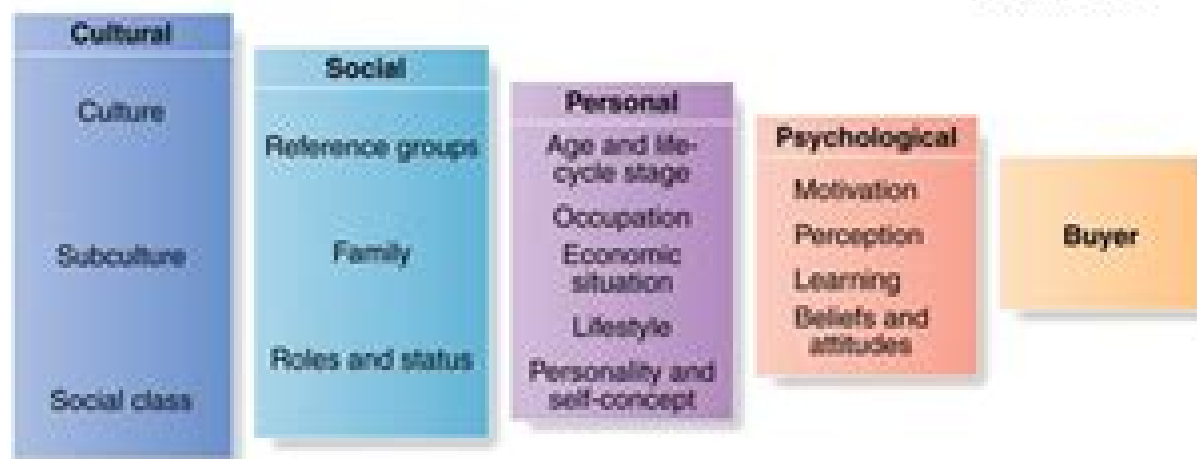 Cultural
Culture
Subculture
Social class
Social
Reference groups
Family
Roles and status
Personal
Age and life-
cycle stage
Occupation
Economic
situation
Lifestyle
Personality and
self-concept
Psychological
Motivation
Perception
Learning
Beliefs and
attitudes
Buyer